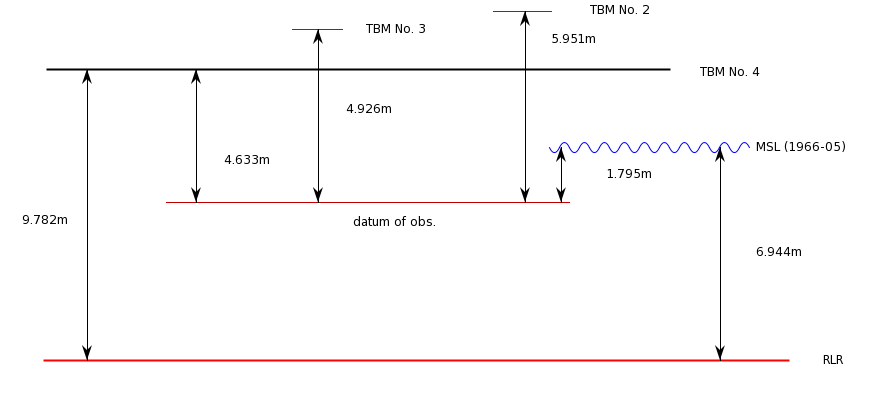 TBM No. 2
TBM No. 3
5.951m
TBM No. 4
4.926m
MSL (1966-05)
4.633m
1.795m
9.782m
datum of obs.
6.944m
RLR